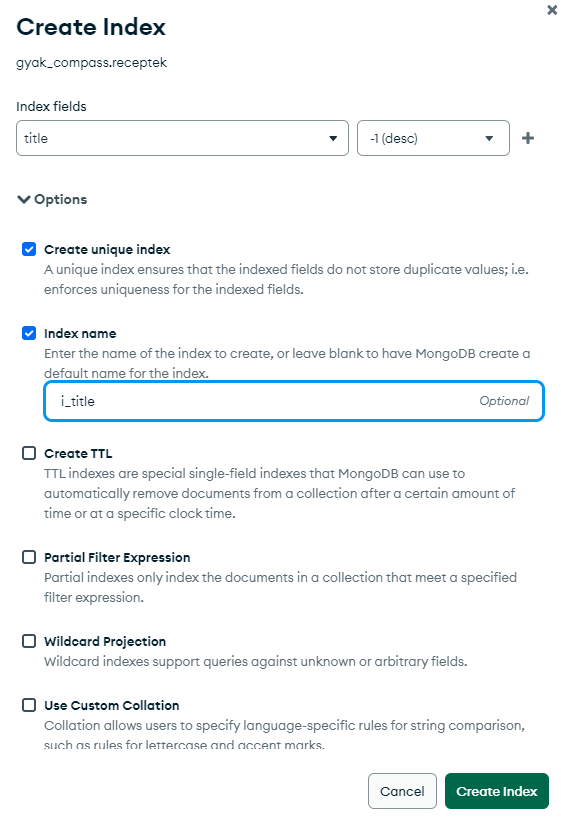 Create Index
gyak_compass.receptek
Index fields
title
-1 (desc)
Options
Create unique index
A unique index ensures that the indexed fields do not store duplicate values; i.e.
enforces uniqueness for the indexed fields.
Index name
Enter the name of the index to create, or leave blank to have MongoDB create a
default name for the index.
i_title
Optional
Create TTL
TTL indexes are special single-field indexes that MongoDB can use to
automatically remove documents from a collection after a certain amount of
time or at a specific clock time.
Partial Filter Expression
Partial indexes only index the documents in a collection that meet a specified
filter expression.
Wildcard Projection
Wildcard indexes support queries against unknown or arbitrary fields.
Use Custom Collation
Collation allows users to specify language-specific rules for string comparison,
such as rules for lettercase and accent marks.
Cancel
Create Index